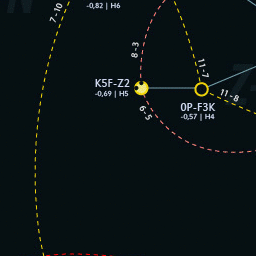 -0,82 | H6
7-10
8-3
11-7
K5F-Z2
-0,69 | H5
11-8
0P-F3K
-0,57 | H4
6-5